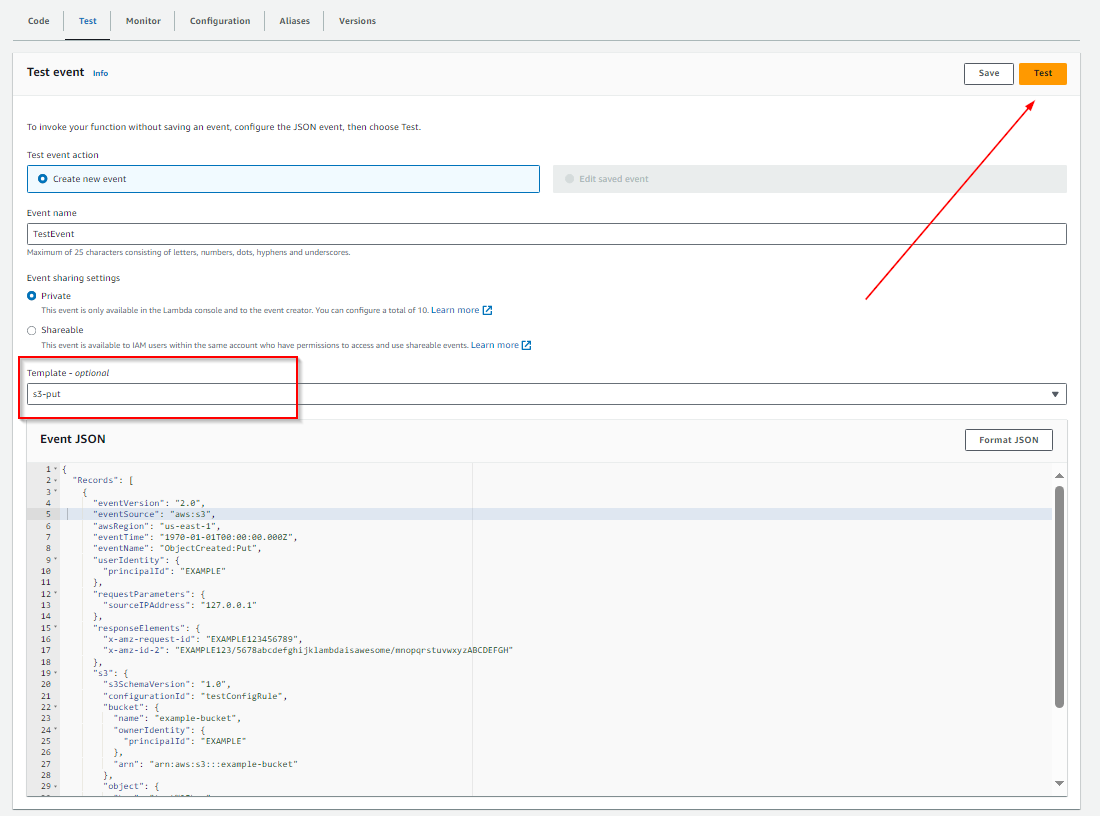 Code Test Monitor Configuration Aliases Versions
Test event Info
Save Test
To invoke your function without saving an event, configure the JSON event, then choose Test.
Test event action
Create new event Edit saved event
Event name
TestEvent
Maximum of 25 characters consisting of letters, numbers, dots, hyphens and underscores.
Event sharing settings
Private
This event is only available in the Lambda console and to the event creator. You can configure a total of 10. Learn more
Shareable
This event is available to IAM users within the same account who have permissions to access and use shareable events. Learn more
Template - optional
s3-put
Event JSON Format JSON
1 {
2 "Records": [
3 {
4 "eventVersion": "2.0",
5 "eventSource": "aws:s3",
6 "awsRegion": "us-east-1",
7 "eventTime": "1970-01-01T00:00:00.000Z",
8 "eventName": "ObjectCreated:Put",
9 "userIdentity": {
10 "principalId": "EXAMPLE"
11 },
12 "requestParameters": {
13 "sourceIPAddress": "127.0.0.1"
14 },
15 "responseElements": {
16 "x-amz-request-id": "EXAMPLE123456789",
17 "x-amz-id-2": "EXAMPLE123/5678abcdefghijklambdaisawesome/mnopqrstuvwxyzABCDEFGH"
18 },
19 "s3": {
20 "s3SchemaVersion": "1.0",
21 "configurationId": "testConfigRule",
22 "bucket": {
23 "name": "example-bucket",
24 "ownerIdentity": {
25 "principalId": "EXAMPLE"
26 },
27 "arn": "arn:aws:s3:::example-bucket"
28 },
29 "object": {